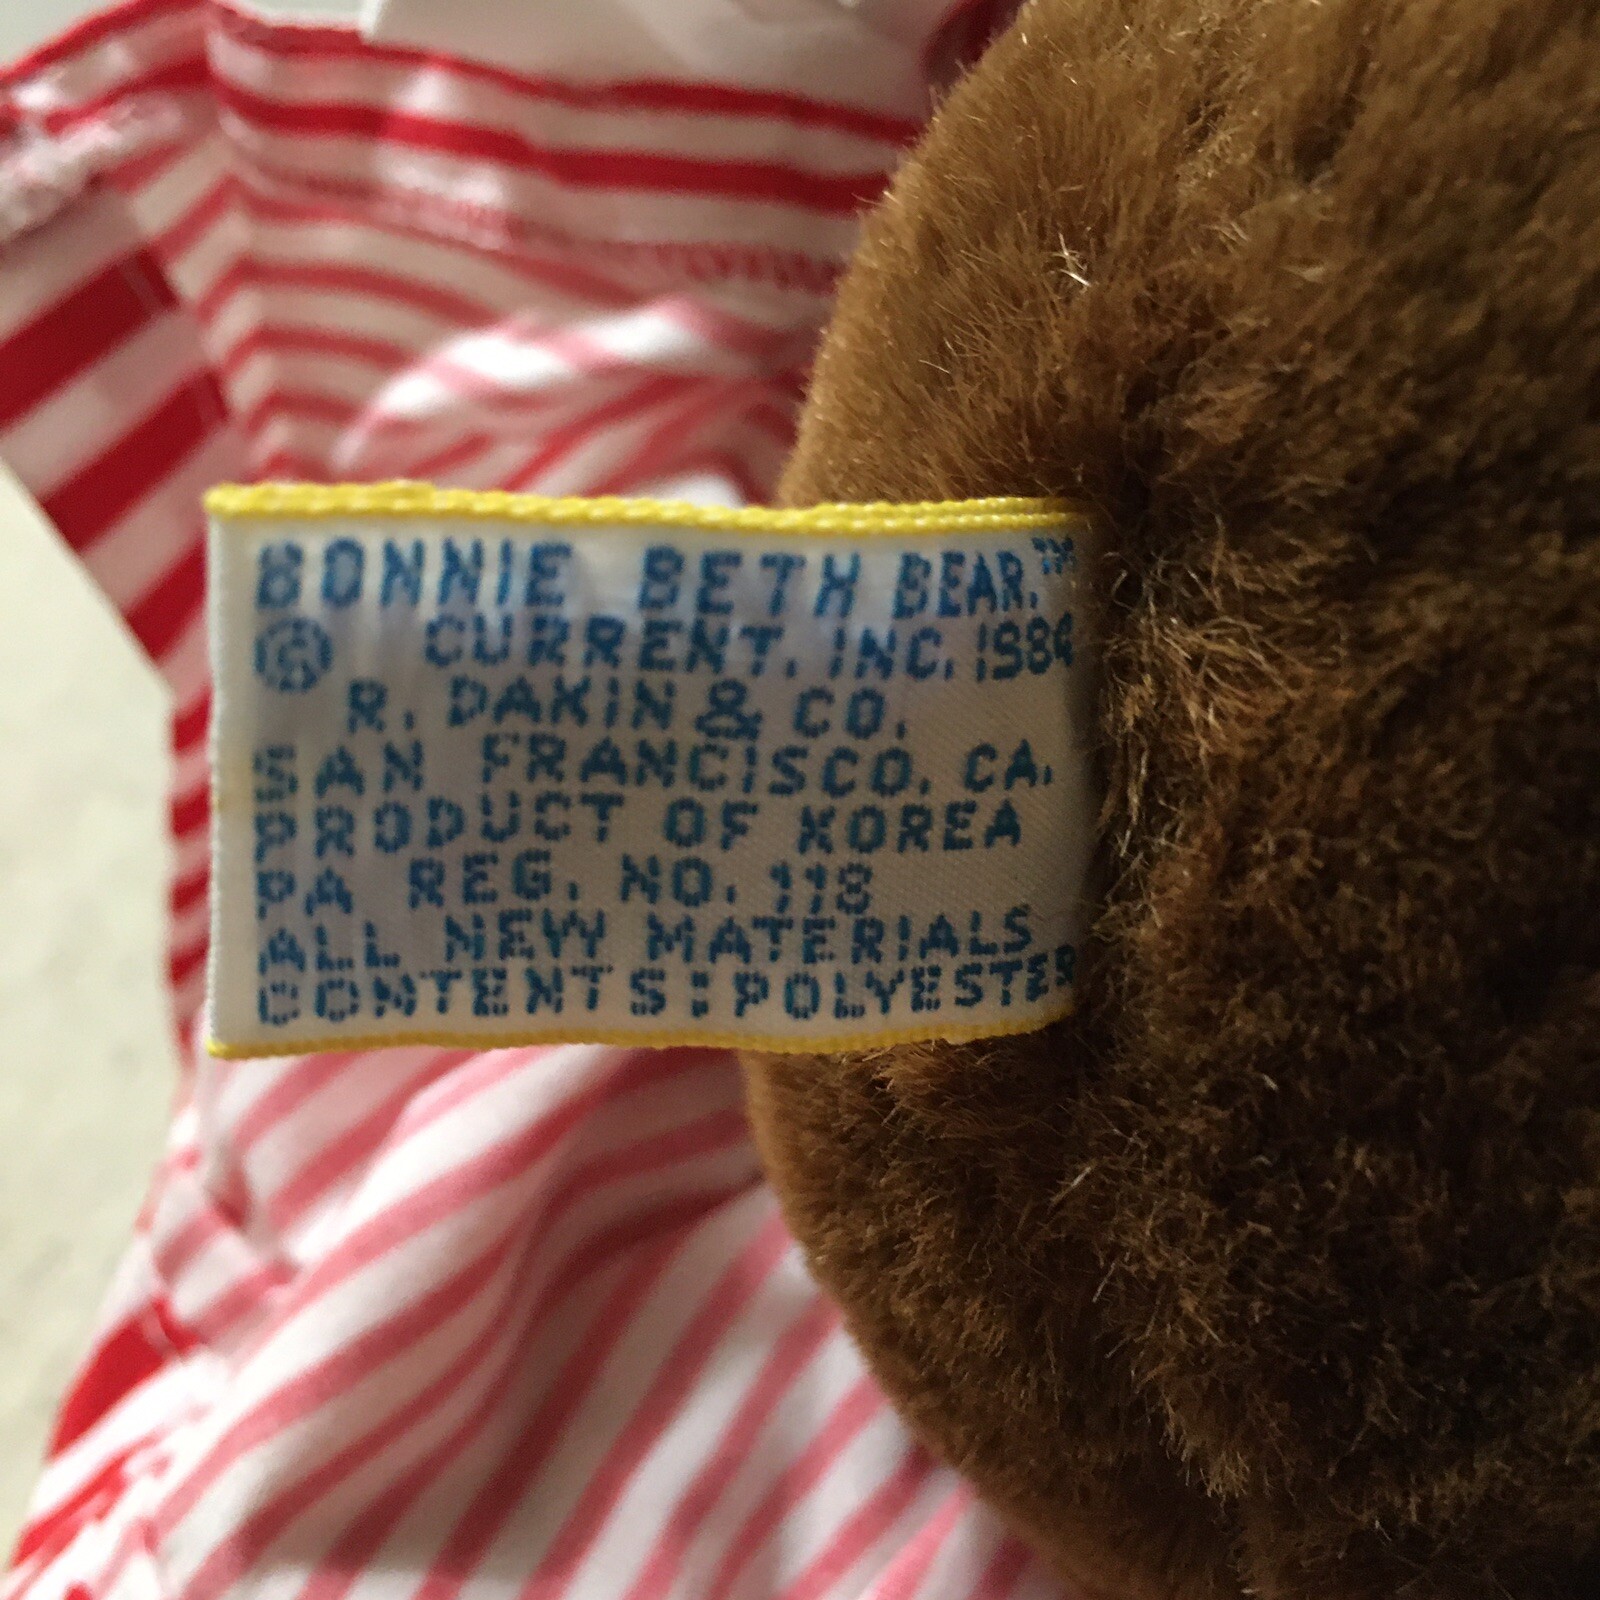 BONNIE BETH BEAR.™
© CURRENT, INC. 1984
R. DAKIN & CO.
SAN FRANCISCO, CA.
PRODUCT OF KOREA
PA REG. NO. 118
ALL NEW MATERIALS
CONTENTS: POLYESTER